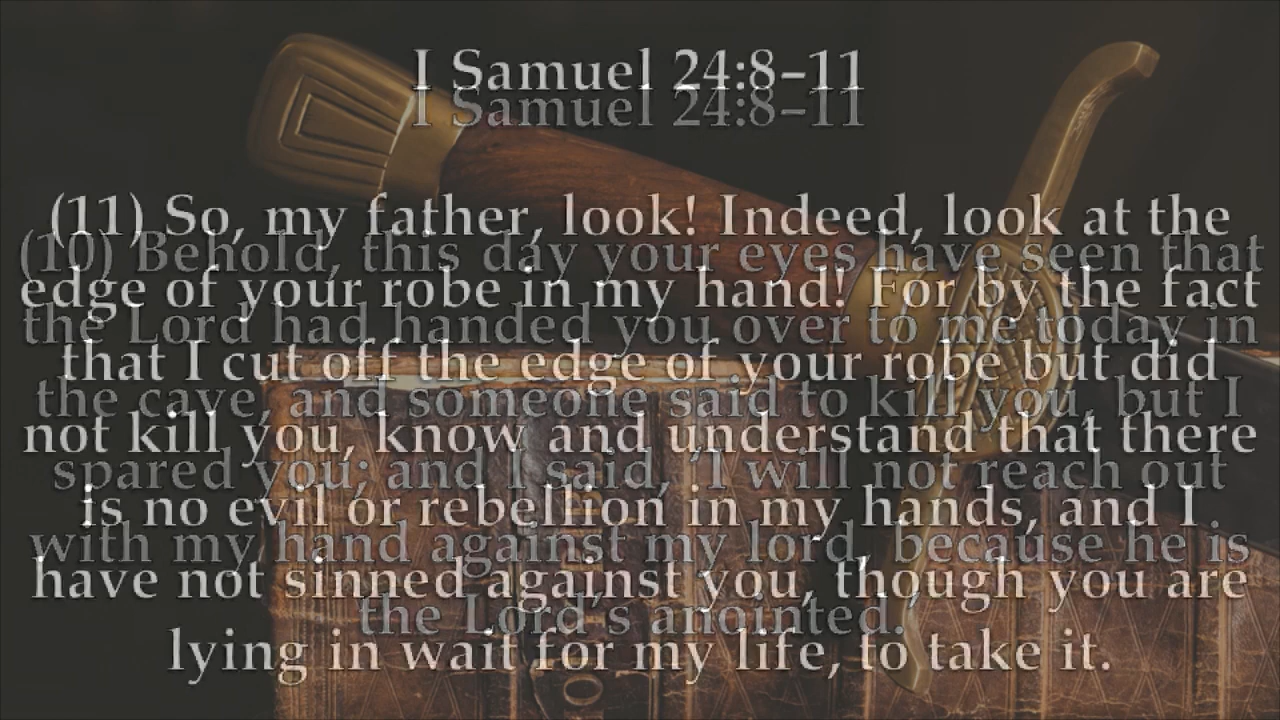 I Samuel 24:8–11
(11) So, my father, look! Indeed, look at the
edge of your robe in my hand! For by the fact
that I cut off the edge of your robe but did
not kill you, know and understand that there
is no evil or rebellion in my hands, and I
have not sinned against you, though you are
lying in wait for my life, to take it.
I Samuel 24:8–11
(10) Behold, this day your eyes have seen that
the Lord had handed you over to me today in
the cave, and someone said to kill you, but I
spared you; and I said, ‘I will not reach out
with my hand against my lord, because he is
the Lord’s anointed.’